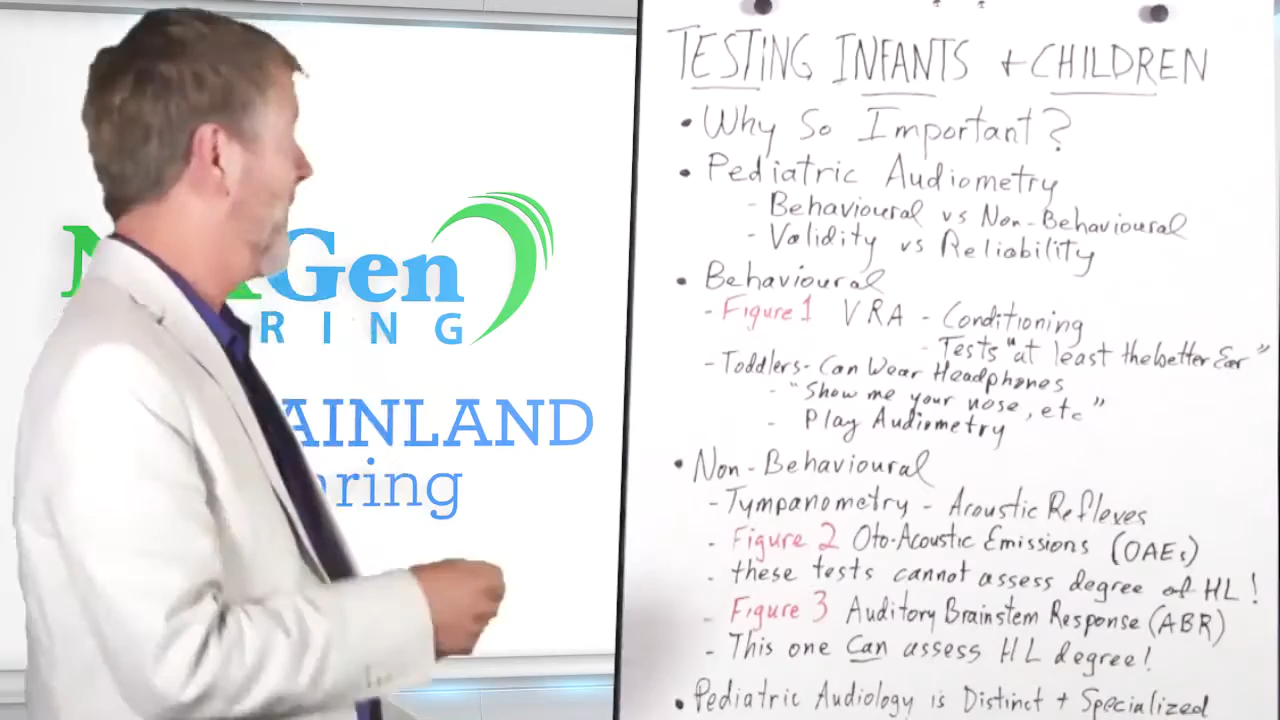 Gen
RING
AINLAND
ring
TESTING INFANTS + CHILDREN
• Why So Important?
• Pediatric Audiometry
- Behavioural vs Non-Behavioural
- Validity vs Reliability
• Behavioural
- Figure 1 VRA - Conditioning
- Tests "at least the better Ear"
- Toddlers - Can Wear Headphones
- "Show me your nose, etc"
- Play Audiometry
• Non-Behavioural
- Tympanometry - Acoustic Reflexes
- Figure 2 Oto-Acoustic Emissions (OAEs)
- these tests cannot assess degree of HL!
- Figure 3 Auditory Brainstem Response (ABR)
- This one Can assess HL degree!
• Pediatric Audiology is Distinct + Specialized